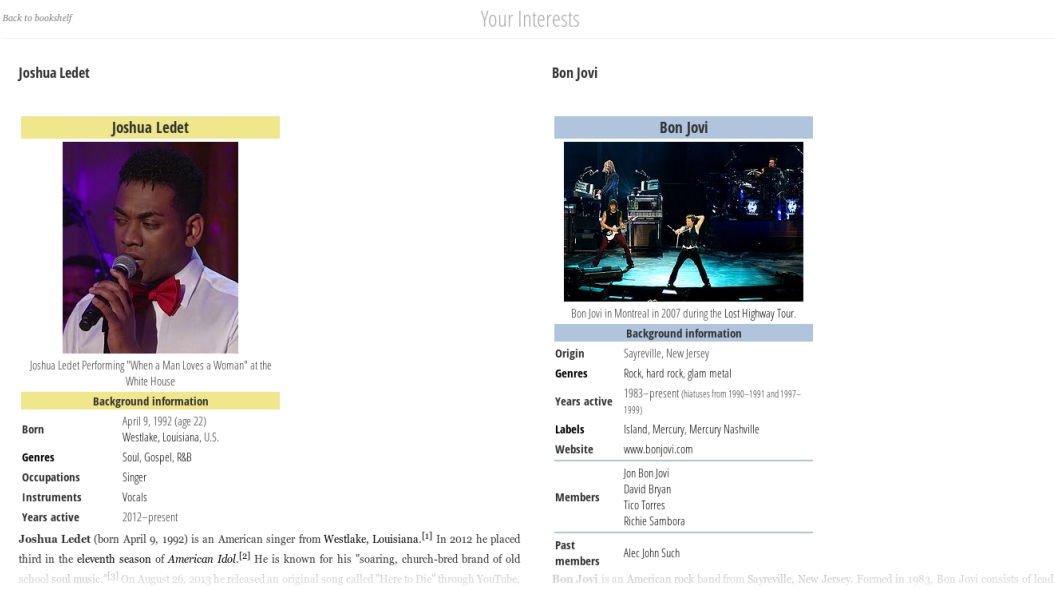 Back to bookshelf
Your Interests
Joshua Ledet
Joshua Ledet
Joshua Ledet Performing "When a Man Loves a Woman" at the
White House
Background information
Born
April 9, 1992 (age 22)
Westlake, Louisiana, U.S.
Genres Soul, Gospel, R&B
Occupations Singer
Instruments Vocals
Years active 2012–present
Joshua Ledet (born April 9, 1992) is an American singer from Westlake, Louisiana.[1] In 2012 he placed
third in the eleventh season of American Idol.[2] He is known for his "soaring, church-bred brand of old
school soul music."[3] On August 26, 2013 he released an original song called "Here to Die" through YouTube.
Bon Jovi
Bon Jovi
Bon Jovi in Montreal in 2007 during the Lost Highway Tour.
Background information
Origin Sayreville, New Jersey
Genres Rock, hard rock, glam metal
Years active 1983–present (hiatuses from 1990–1991 and 1997–
1999)
Labels Island, Mercury, Mercury Nashville
Website www.bonjovi.com
Members
Jon Bon Jovi
David Bryan
Tico Torres
Richie Sambora
Past
members
Alec John Such
Bon Jovi is an American rock band from Sayreville, New Jersey. Formed in 1983, Bon Jovi consists of lead